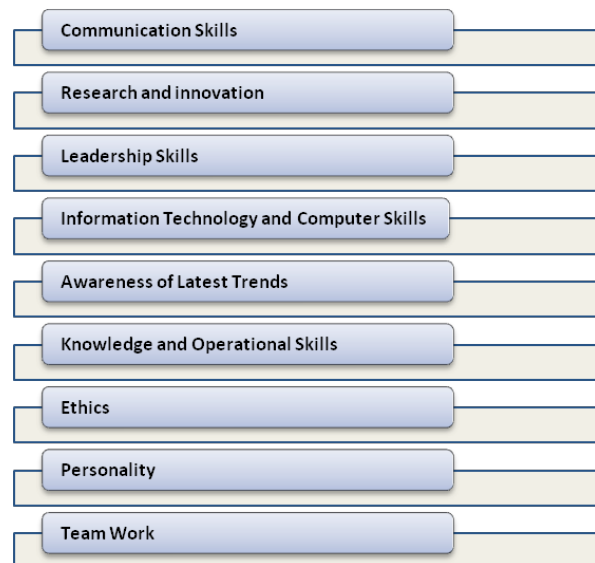 Communication Skills
Research and innovation
Leadership Skills
Information Technology and Computer Skills
Awareness of Latest Trends
Knowledge and Operational Skills
Ethics
Personality
Team Work